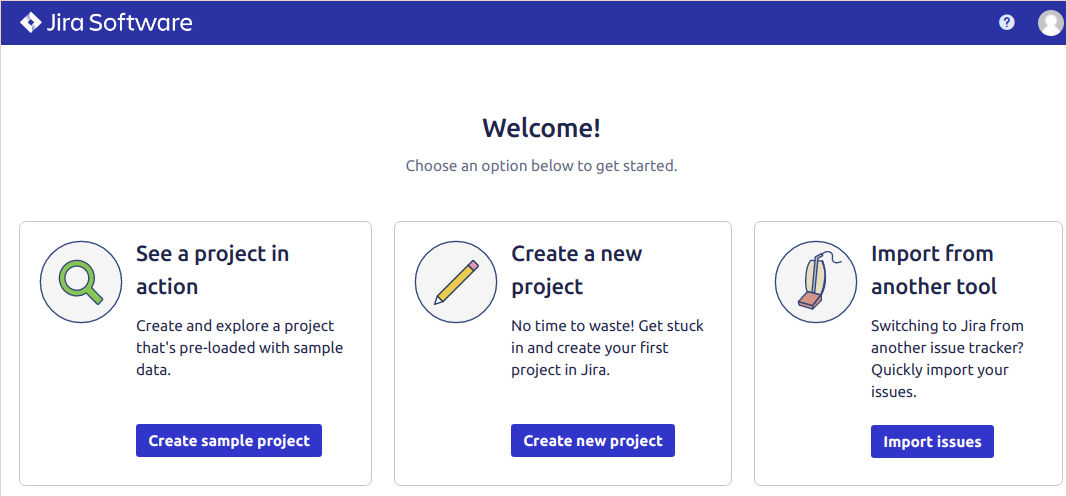 Jira Software
?
Welcome!
Choose an option below to get started.
See a project in
action
Create and explore a project
that's pre-loaded with sample
data.
Create sample project
Create a new
project
No time to waste! Get stuck
in and create your first
project in Jira.
Create new project
Import from
another tool
Switching to Jira from
another issue tracker?
Quickly import your
issues.
Import issues